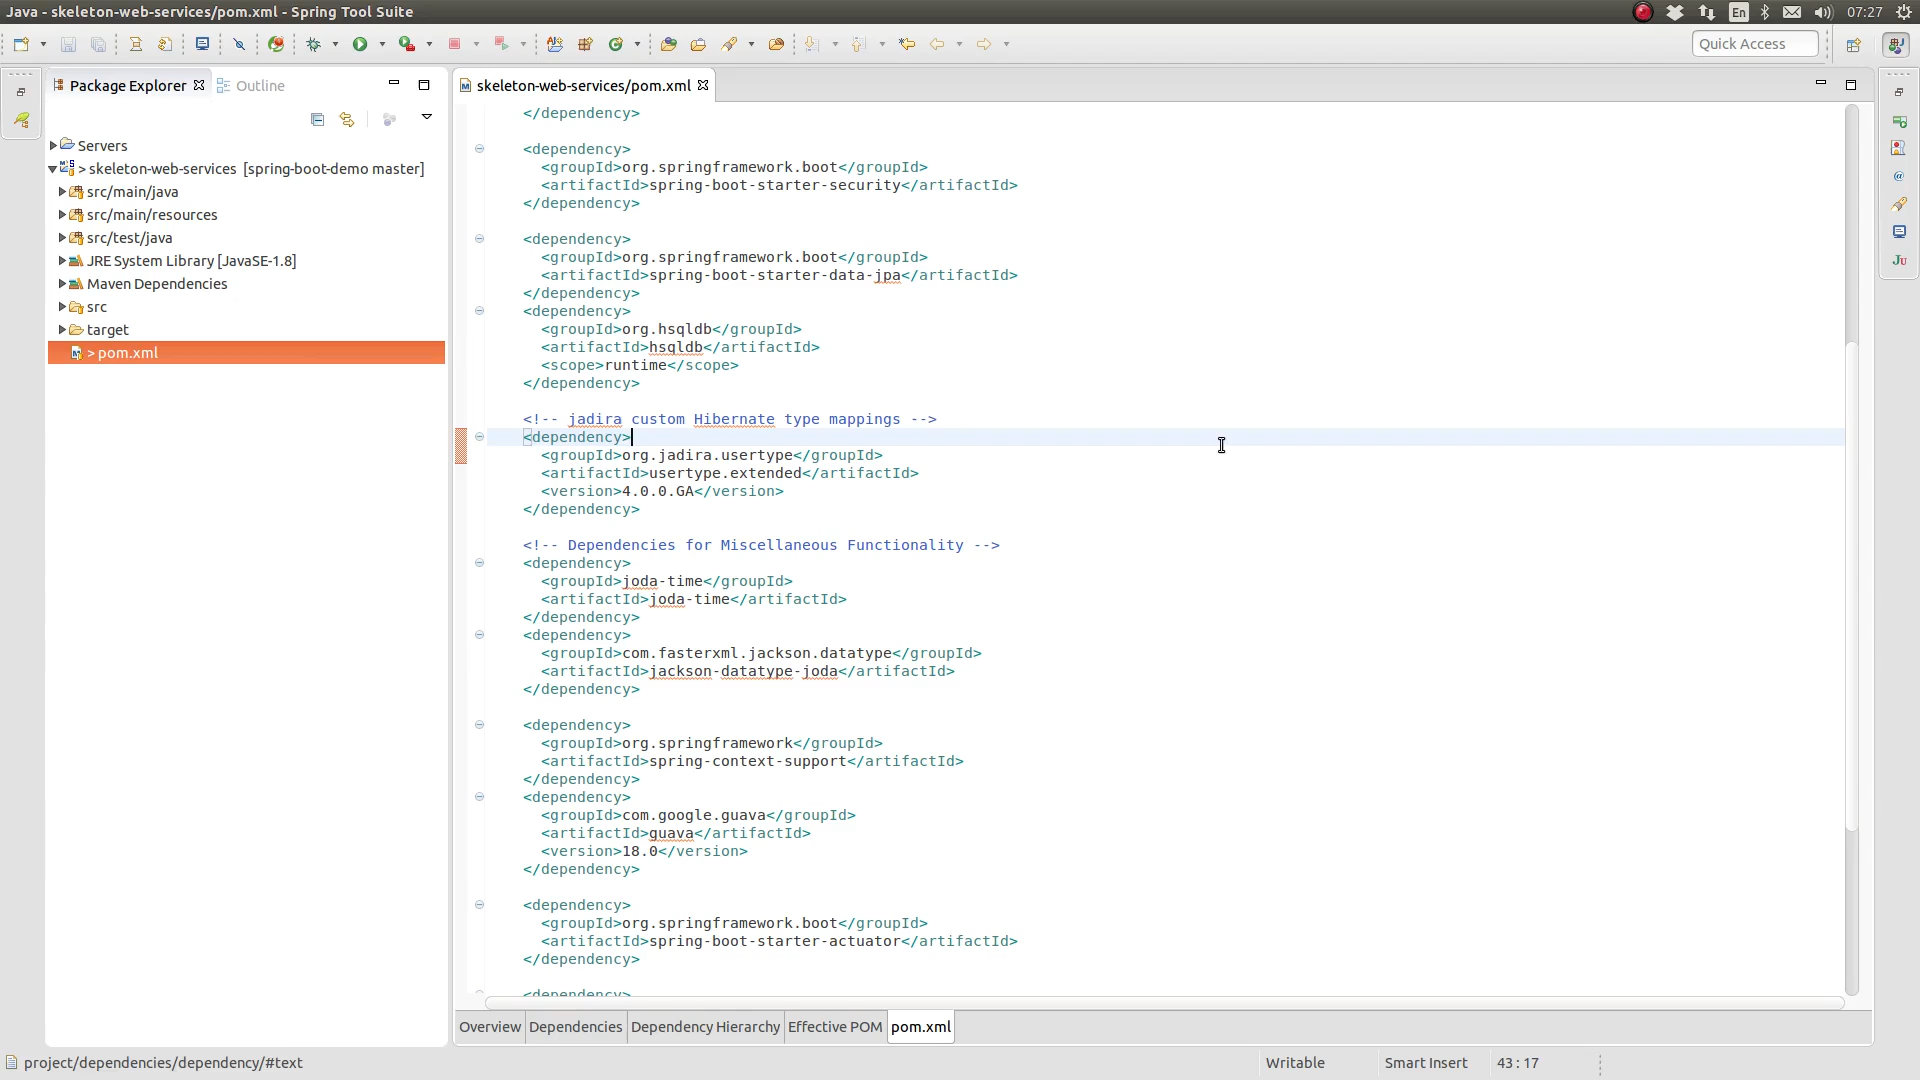 Java - skeleton-web-services/pom.xml - Spring Tool Suite
En
07:27
Quick Access
Package Explorer
Outline
Servers
> skeleton-web-services [spring-boot-demo master]
src/main/java
src/main/resources
src/test/java
JRE System Library [JavaSE-1.8]
Maven Dependencies
src
target
> pom.xml
skeleton-web-services/pom.xml
</dependency>
<dependency>
<groupId>org.springframework.boot</groupId>
<artifactId>spring-boot-starter-security</artifactId>
</dependency>
<dependency>
<groupId>org.springframework.boot</groupId>
<artifactId>spring-boot-starter-data-jpa</artifactId>
</dependency>
<dependency>
<groupId>org.hsqldb</groupId>
<artifactId>hsqldb</artifactId>
<scope>runtime</scope>
</dependency>
<!-- jadira custom Hibernate type mappings -->
<dependency>
<groupId>org.jadira.usertype</groupId>
<artifactId>usertype.extended</artifactId>
<version>4.0.0.GA</version>
</dependency>
<!-- Dependencies for Miscellaneous Functionality -->
<dependency>
<groupId>joda-time</groupId>
<artifactId>joda-time</artifactId>
</dependency>
<dependency>
<groupId>com.fasterxml.jackson.datatype</groupId>
<artifactId>jackson-datatype-joda</artifactId>
</dependency>
<dependency>
<groupId>org.springframework</groupId>
<artifactId>spring-context-support</artifactId>
</dependency>
<dependency>
<groupId>com.google.guava</groupId>
<artifactId>guava</artifactId>
<version>18.0</version>
</dependency>
<dependency>
<groupId>org.springframework.boot</groupId>
<artifactId>spring-boot-starter-actuator</artifactId>
</dependency>
<dependency>
Overview
Dependencies
Dependency Hierarchy
Effective POM
pom.xml
project/dependencies/dependency/#text
Writable
Smart Insert
43 : 17